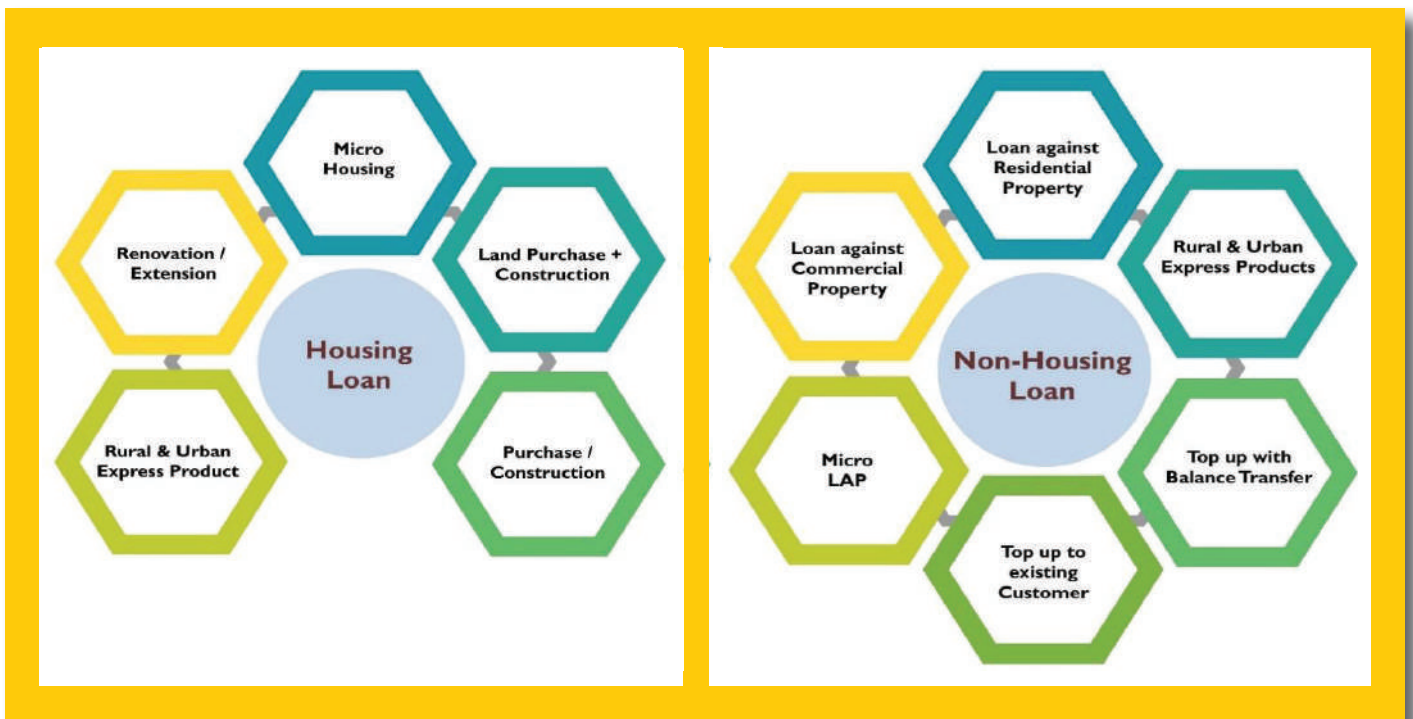 Micro
Housing
Renovation /
Extension
Land Purchase +
Construction
Housing
Loan
Rural & Urban
Express Product
Purchase /
Construction
Loan against
Residential
Property
Loan against
Commercial
Property
Rural & Urban
Express Products
Non-Housing
Loan
Micro
LAP
Top up with
Balance Transfer
Top up to
existing
Customer